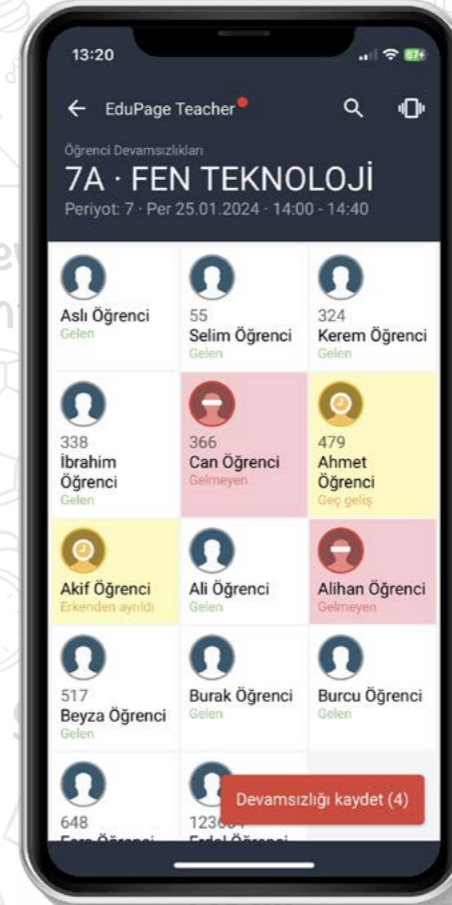 13:20
67
EduPage Teacher
Öğrenci Devamsızlıkları
7A · FEN TEKNOLOJİ
Periyot: 7 · Per 25.01.2024 · 14:00 - 14:40
Aslı Öğrenci
Gelen
55
Selim Öğrenci
Gelen
324
Kerem Öğrenci
Gelen
338
İbrahim
Öğrenci
Gelen
366
Can Öğrenci
Gelmeyen
479
Ahmet
Öğrenci
Geç geliş
Akif Öğrenci
Erkenden ayrıldı
Ali Öğrenci
Gelen
Alihan Öğrenci
Gelmeyen
517
Beyza Öğrenci
Gelen
Burak Öğrenci
Gelen
Burcu Öğrenci
Gelen
648
Öğrenci
Öğrenci
Devamsızlığı kaydet (4)